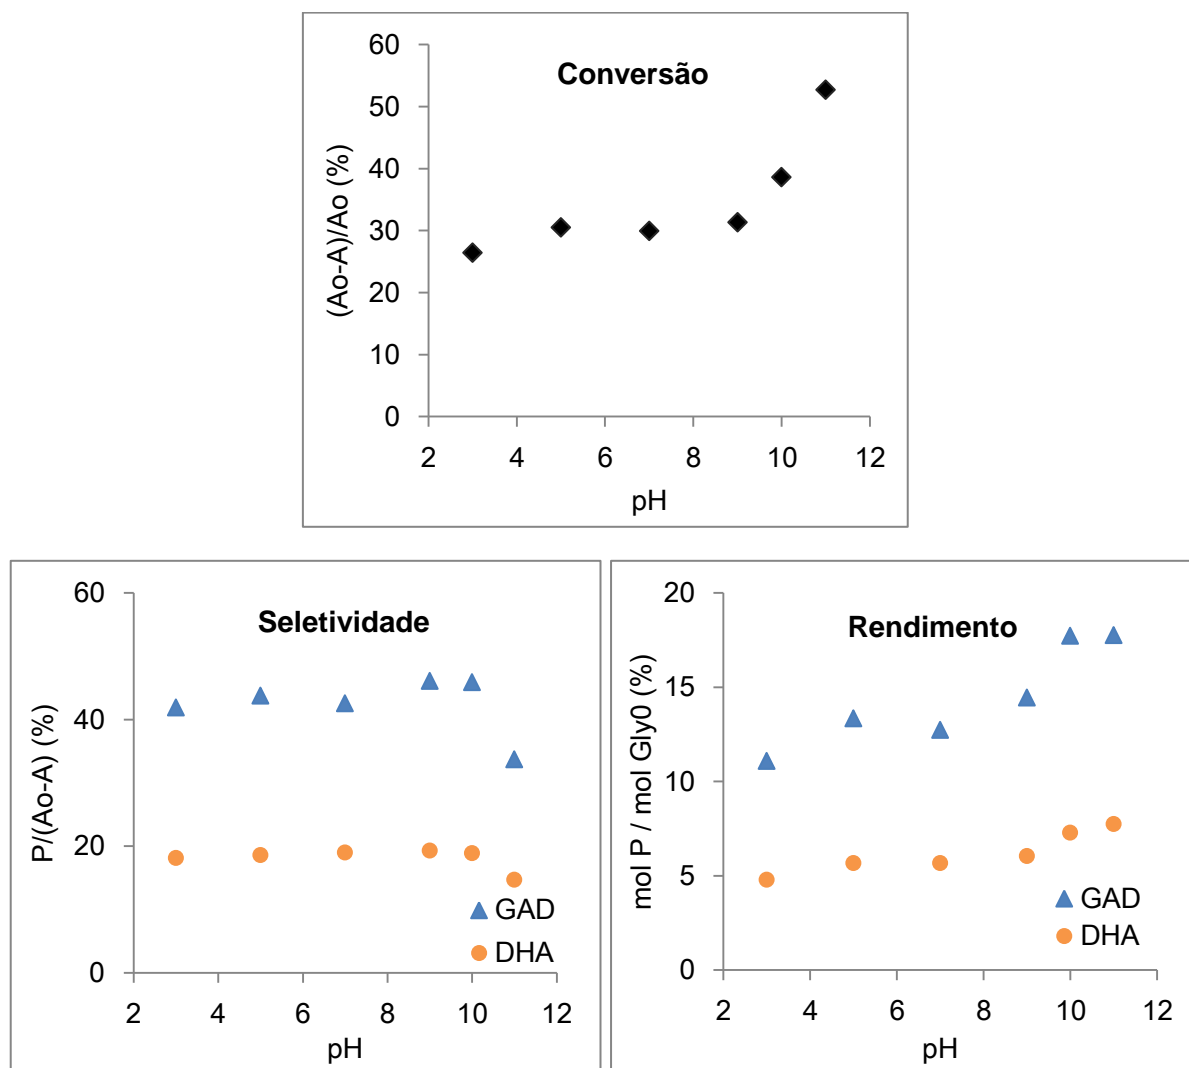 Conversão
(Ao-A)/Ao (%)
60
50
40
30
20
10
0
2 4 6 8 10 12
pH
Seletividade
P/(Ao-A) (%)
60
40
20
0
GAD
DHA
2 4 6 8 10 12
pH
Rendimento
mol P / mol Gly0 (%)
20
15
10
5
0
GAD
DHA
2 4 6 8 10 12
pH